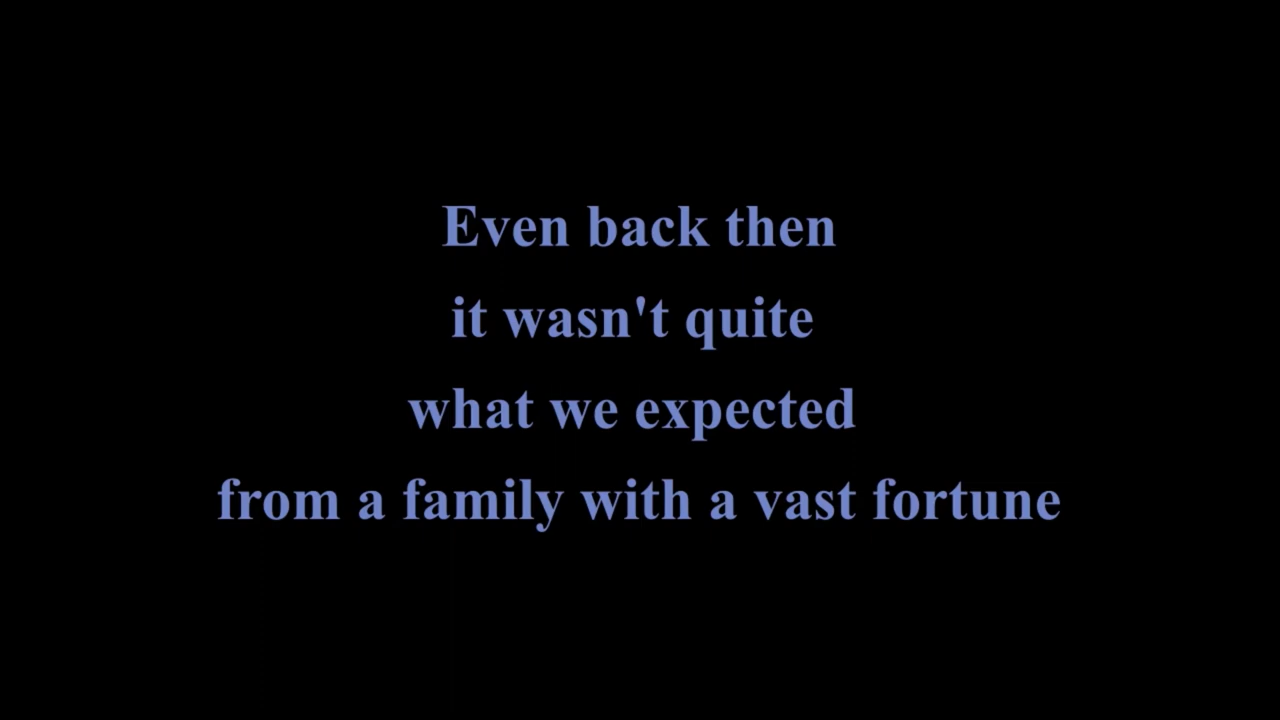 Even back then
it wasn't quite
what we expected
from a family with a vast fortune